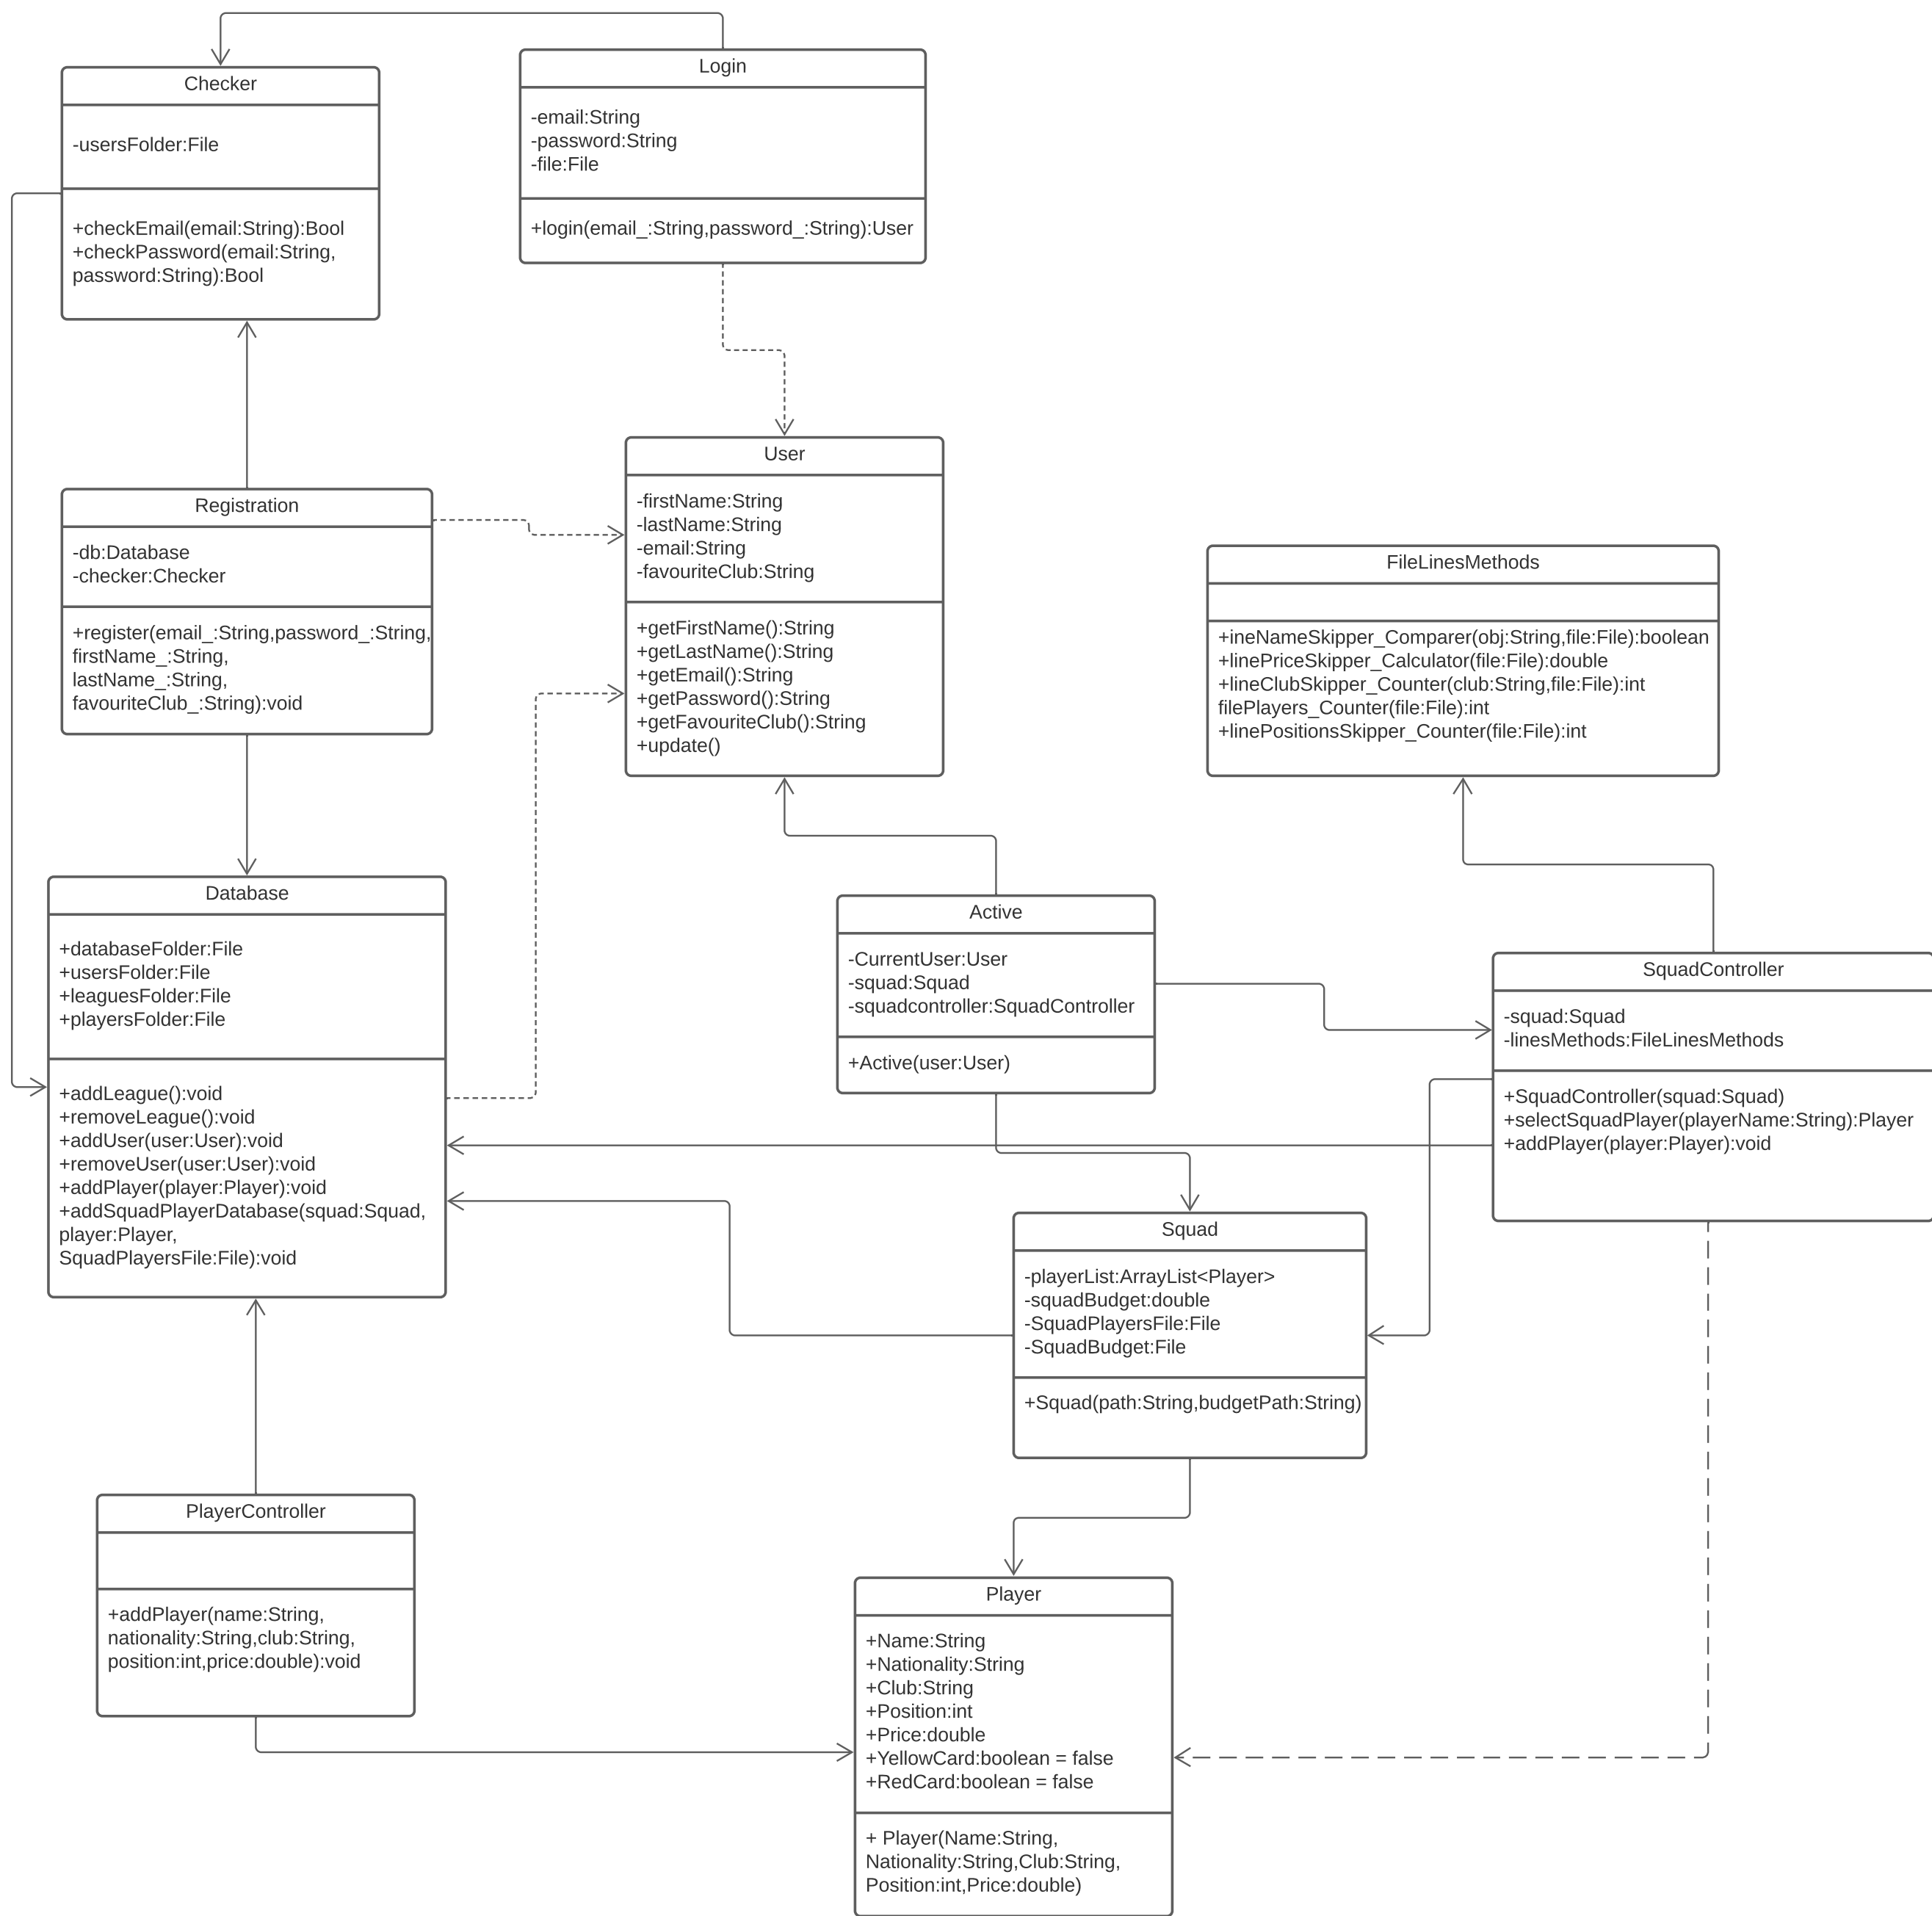 Checker
-usersFolder:File
+checkEmail(email:String):Bool
+checkPassword(email:String,
password:String):Bool
Login
-email:String
-password:String
-file:File
+login(email_:String,password_:String):User
User
-firstName:String
-lastName:String
-email:String
-favouriteClub:String
+getFirstName():String
+getLastName():String
+getEmail():String
+getPassword():String
+getFavouriteClub():String
+update()
Registration
-db:Database
-checker:Checker
+register(email_:String,password_:String,
firstName_:String,
lastName_:String,
favouriteClub_:String):void
FileLinesMethods
+ineNameSkipper_Comparer(obj:String,file:File):boolean
+linePriceSkipper_Calculator(file:File):double
+lineClubSkipper_Counter(club:String,file:File):int
filePlayers_Counter(file:File):int
+linePositionsSkipper_Counter(file:File):int
Database
+databaseFolder:File
+usersFolder:File
+leaguesFolder:File
+playersFolder:File
+addLeague():void
+removeLeague():void
+addUser(user:User):void
+removeUser(user:User):void
+addPlayer(player:Player):void
+addSquadPlayerDatabase(squad:Squad,
player:Player,
SquadPlayersFile:File):void
Active
-CurrentUser:User
-squad:Squad
-squadcontroller:SquadController
+Active(user:User)
SquadController
-squad:Squad
-linesMethods:FileLinesMethods
+SquadController(squad:Squad)
+selectSquadPlayer(playerName:String):Player
+addPlayer(player:Player):void
Squad
-playerList:ArrayList<Player>
-squadBudget:double
-SquadPlayersFile:File
-SquadBudget:File
+Squad(path:String,budgetPath:String)
PlayerController
+addPlayer(name:String,
nationality:String,club:String,
position:int,price:double):void
Player
+Name:String
+Nationality:String
+Club:String
+Position:int
+Price:double
+YellowCard:boolean = false
+RedCard:boolean = false
+ Player(Name:String,
Nationality:String,Club:String,
Position:int,Price:double)